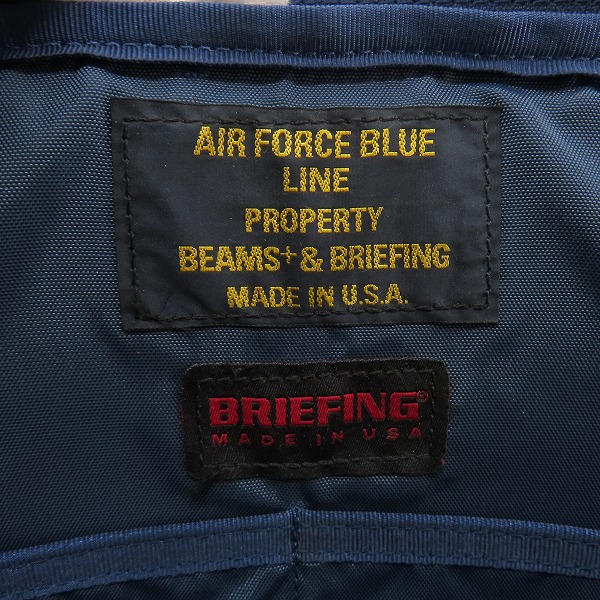 AIR FORCE BLUE
LINE
PROPERTY
BEAMS+ & BRIEFING
MADE IN U.S.A.
BRIEFING®
MADE IN USA